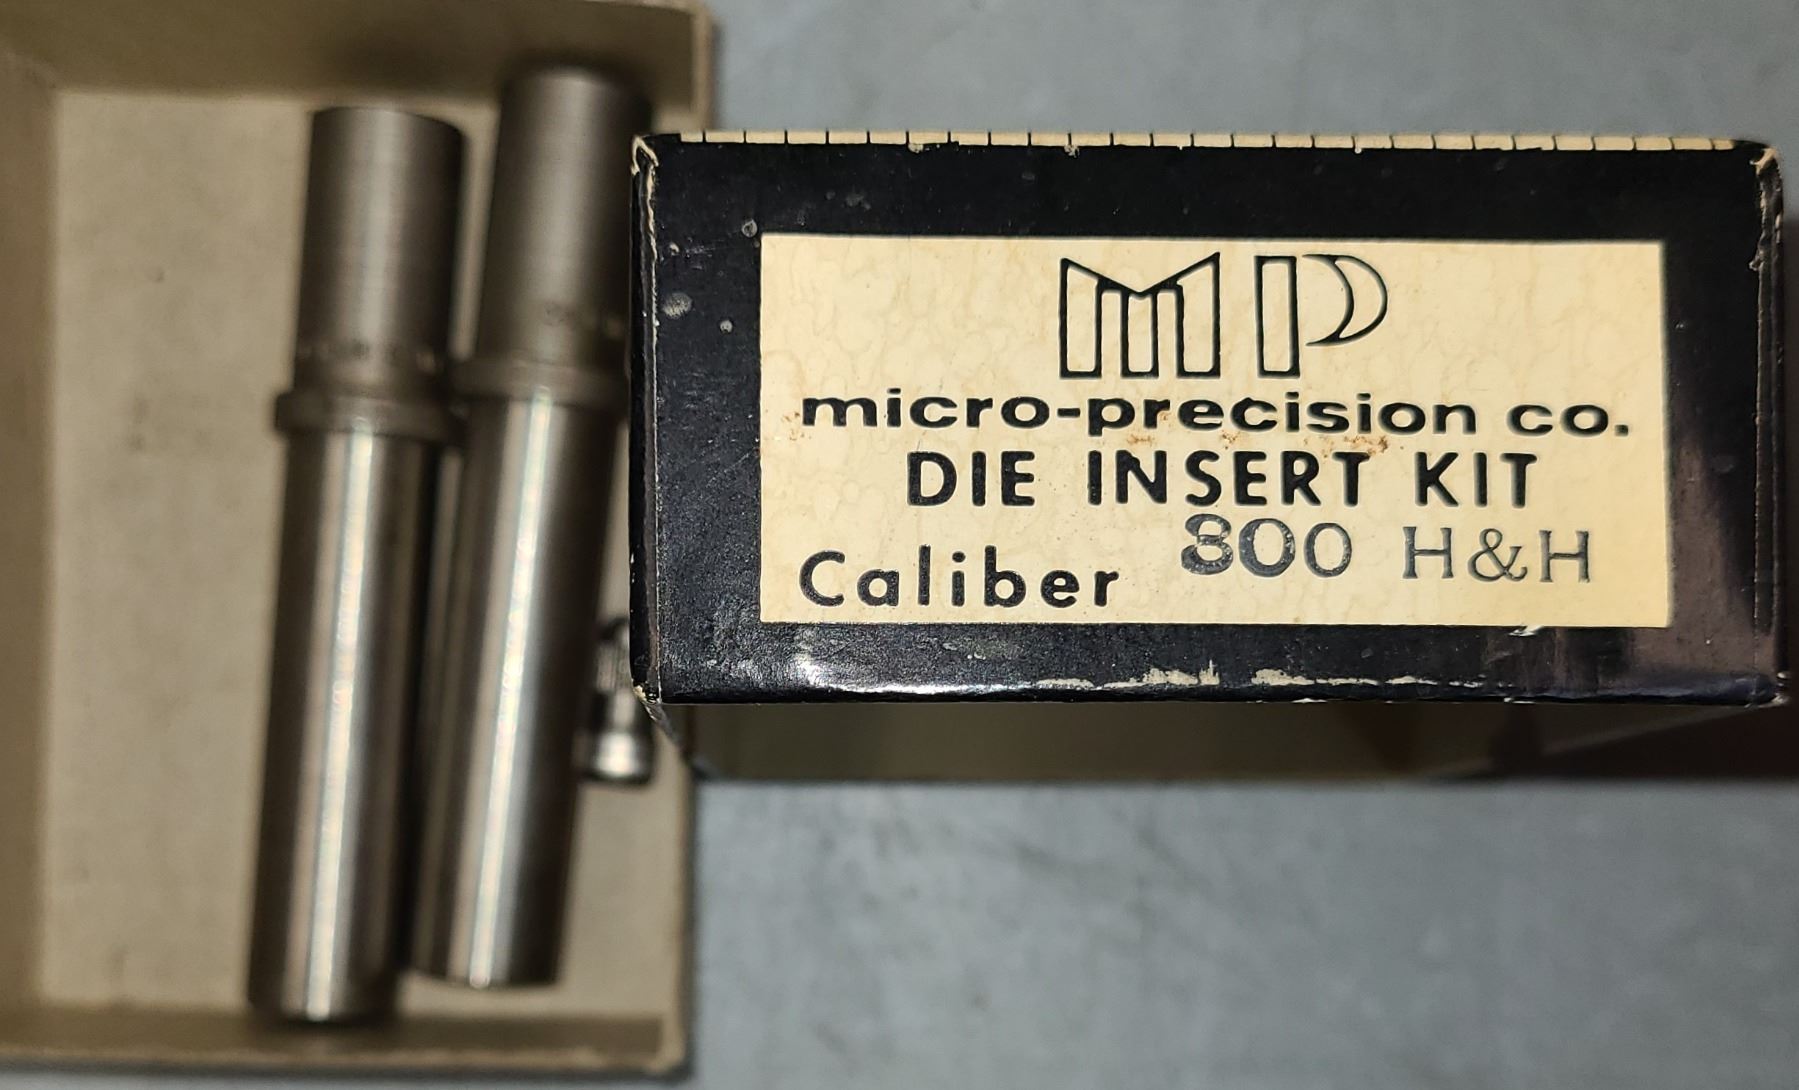 MP
micro-precision co.
DIE INSERT KIT
Caliber 300 H&H